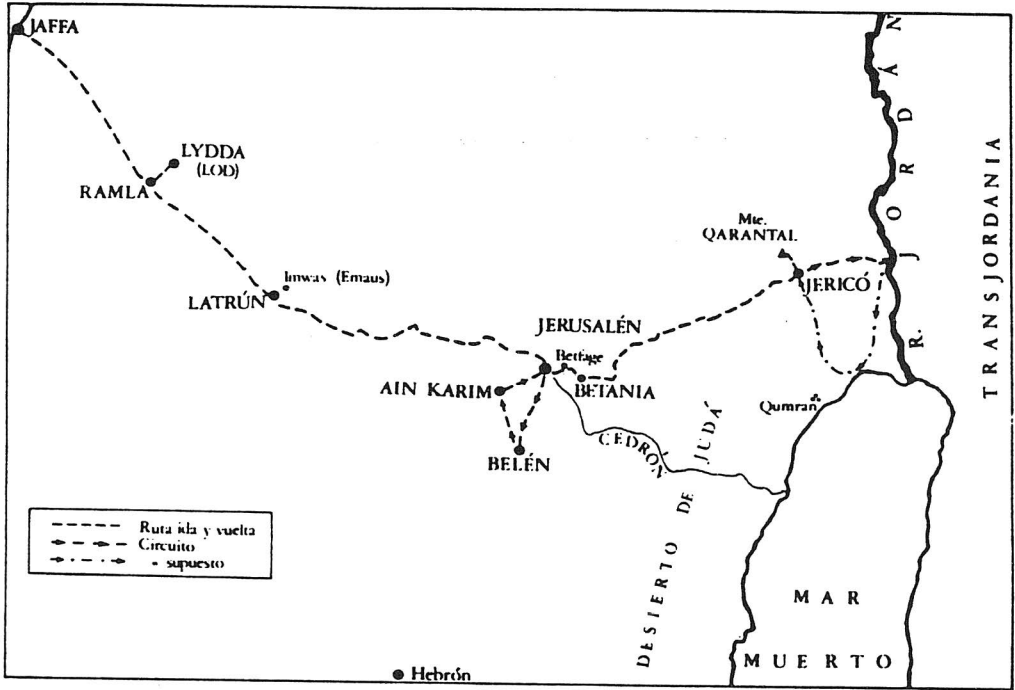 JAFFA
LYDDA
(LOD)
RAMLA
Imwas (Emaus)
LATRÚN
Mte.
QARANTAL
JERICÓ
JERUSALÉN
Betfage
BETANIA
AIN KARIM
BELÉN
CEDRÓN
Qumran
DESIERTO DE JUDÁ
R. JORDÁN
TRANSJORDANIA
MAR
MUERTO
Hebrón
Ruta ida y vuelta
Circuito
" supuesto